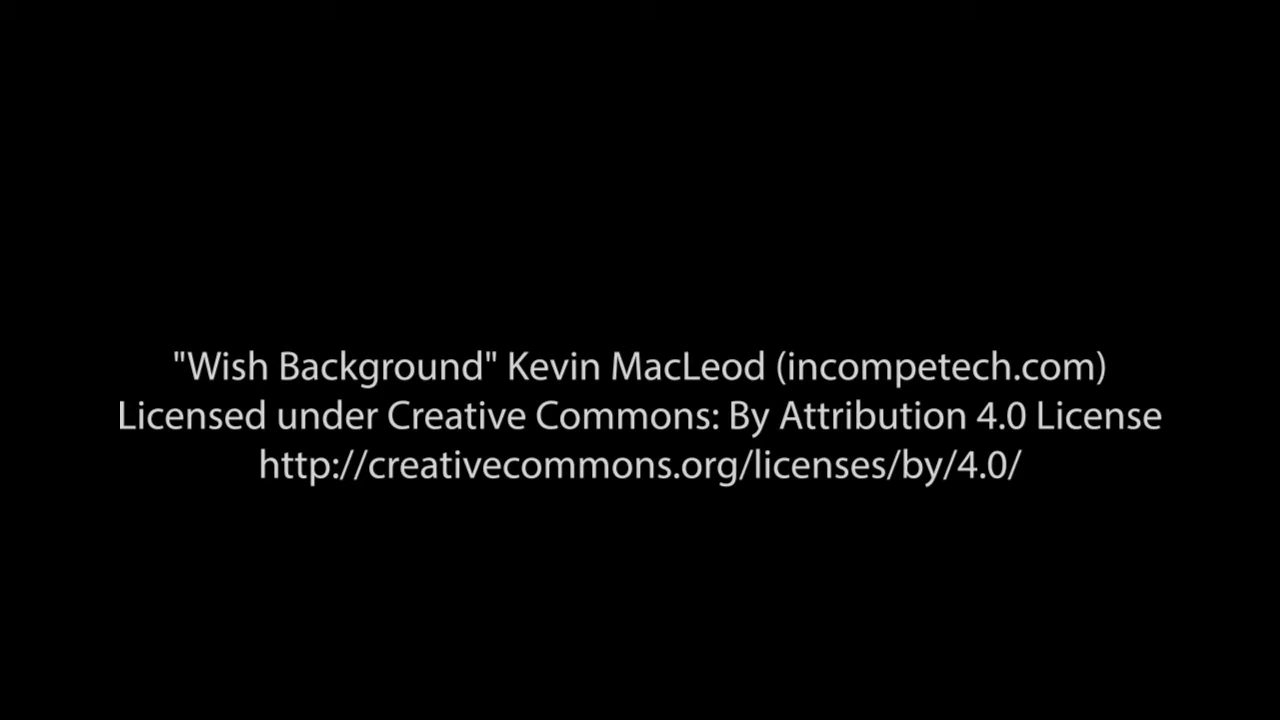 "Wish Background" Kevin MacLeod (incompetech.com)
Licensed under Creative Commons: By Attribution 4.0 License
http://creativecommons.org/licenses/by/4.0/